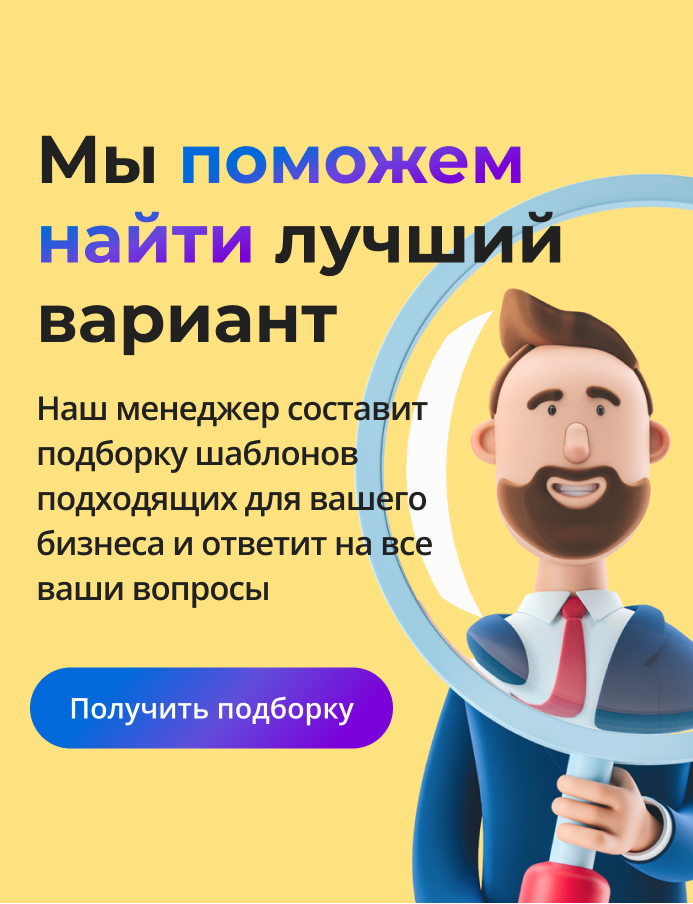 Мы поможем
найти лучший
вариант
Наш менеджер составит
подборку шаблонов
подходящих для вашего
бизнеса и ответит на все
ваши вопросы
Получить подборку